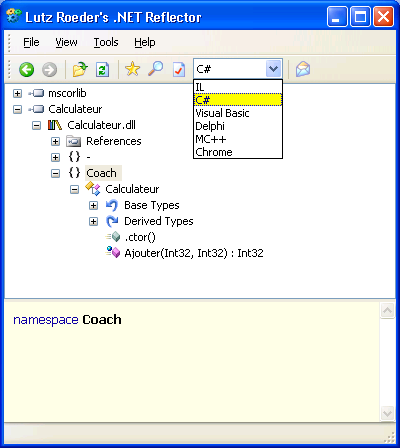 Lutz Roeder's .NET Reflector
File View Tools Help
C#
IL
C#
Visual Basic
Delphi
MC++
Chrome
mscorlib
Calculateur
Calculateur.dll
References
{ } -
{ } Coach
Calculateur
Base Types
Derived Types
.ctor()
Ajouter(Int32, Int32) : Int32
namespace Coach